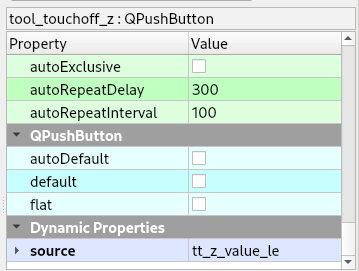 tool_touchoff_z : QPushButton
Property Value
autoExclusive
autoRepeatDelay 300
autoRepeatInterval 100
QPushButton
autoDefault
default
flat
Dynamic Properties
source tt_z_value_le